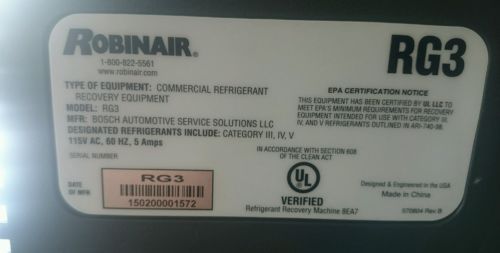 ROBINAIR®
1-800-822-5561
www.robinair.com
RG3
TYPE OF EQUIPMENT: COMMERCIAL REFRIGERANT
RECOVERY EQUIPMENT
MODEL: RG3
MFR: BOSCH AUTOMOTIVE SERVICE SOLUTIONS LLC
DESIGNATED REFRIGERANTS INCLUDE: CATEGORY III, IV, V
115V AC, 60 HZ, 5 Amps
SERIAL NUMBER
DATE
OF MFR.
RG3
150200001572
EPA CERTIFICATION NOTICE
THIS EQUIPMENT HAS BEEN CERTIFIED BY UL LLC TO
MEET EPA'S MINIMUM REQUIREMENTS FOR RECOVERY
EQUIPMENT INTENDED FOR USE WITH CATEGORY III,
IV, AND V REFRIGERANTS OUTLINED IN ARI-740-98.
IN ACCORDANCE WITH SECTION 608
OF THE CLEAN ACT
UL
®
VERIFIED
Refrigerant Recovery Machine 8EA7
Designed & Engineered in the USA
Made in China
570804 Rev. B